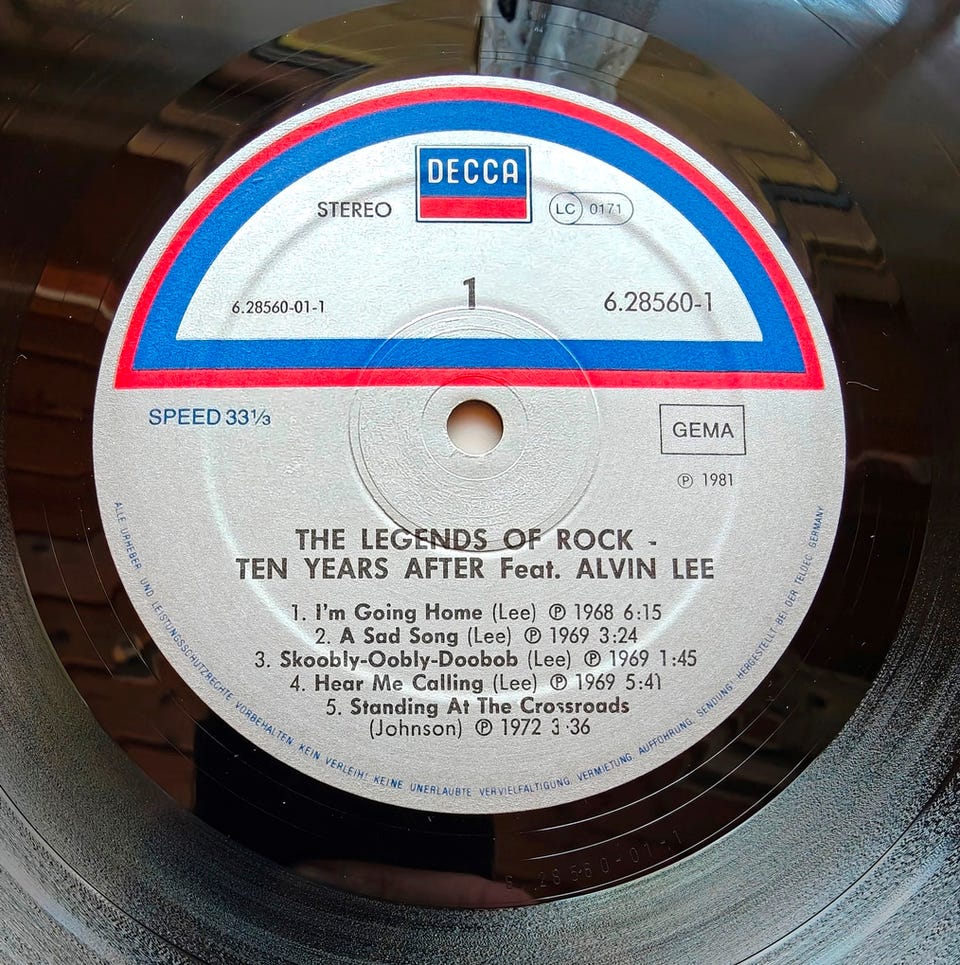 DECCA
STEREO
LC 0171
1
6.28560-01-1
6.28560-1
SPEED 33⅓
GEMA
℗ 1981
THE LEGENDS OF ROCK -
TEN YEARS AFTER Feat. ALVIN LEE
1. I'm Going Home (Lee) ℗ 1968 6:15
2. A Sad Song (Lee) ℗ 1969 3:24
3. Skoobly-Oobly-Doobob (Lee) ℗ 1969 1:45
4. Hear Me Calling (Lee) ℗ 1969 5:41
5. Standing At The Crossroads
(Johnson) ℗ 1972 3:36
ALLE URHEBER- UND LEISTUNGSSCHUTZRECHTE VORBEHALTEN. KEIN VERLEIH! KEINE UNERLAUBTE VERVIELFÄLTIGUNG, VERMIETUNG, AUFFÜHRUNG, SENDUNG · HERGESTELLT BEI DER TELDEC GERMANY
6.28560-01-1